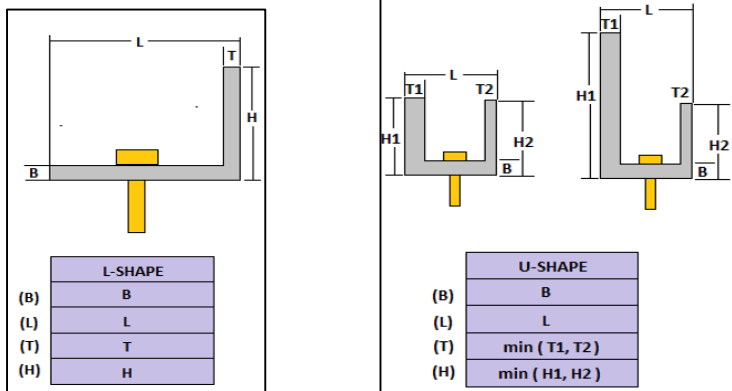 L
T
H
B
L-SHAPE
(B) B
(L) L
(T) T
(H) H
L
T1
T2
H1
H2
B
L
T1
T2
H1
H2
B
U-SHAPE
(B) B
(L) L
(T) min ( T1, T2 )
(H) min ( H1, H2 )